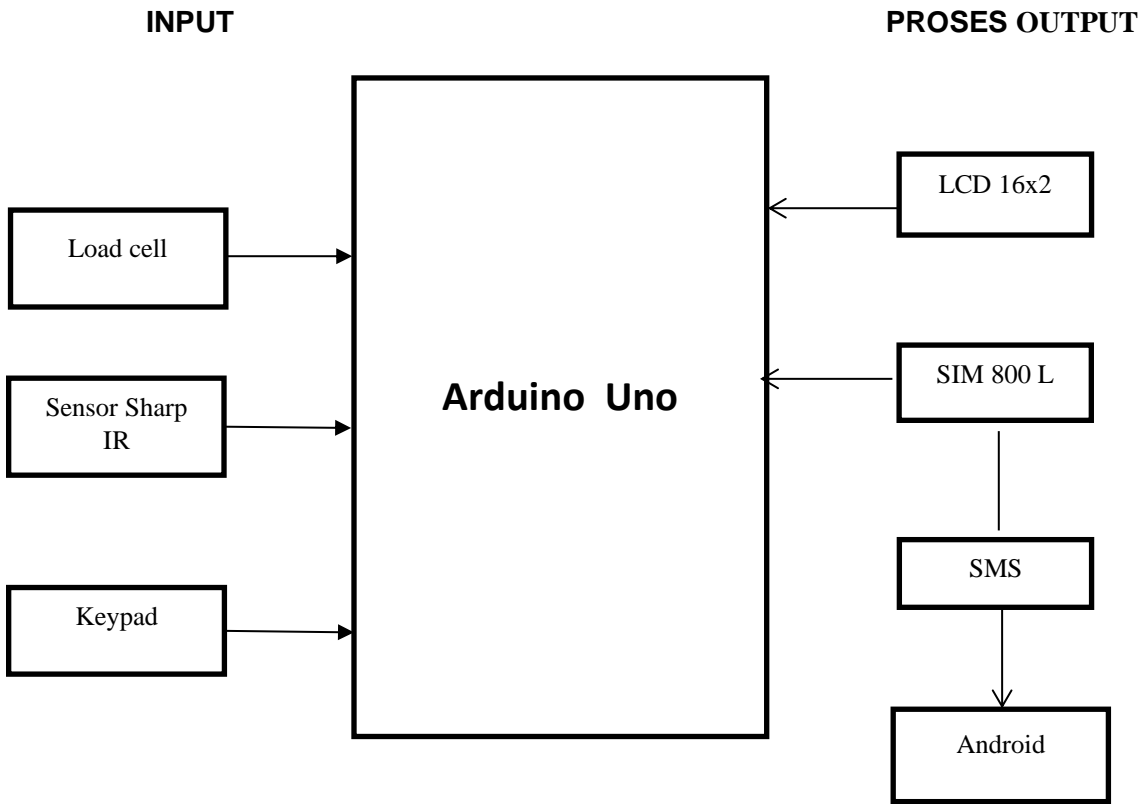 INPUT
PROSES OUTPUT
LCD 16x2
Load cell
SIM 800 L
Arduino Uno
Sensor Sharp
IR
SMS
Keypad
Android